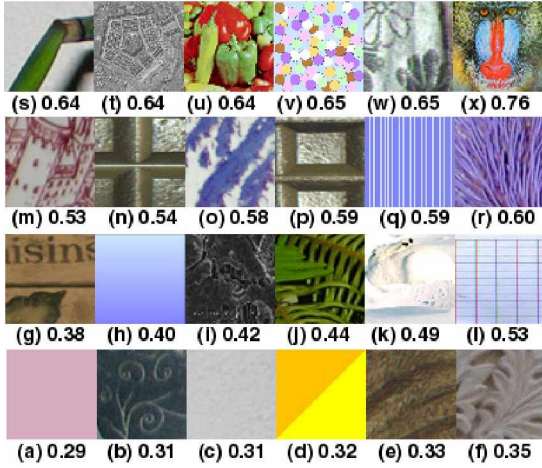 (s) 0.64 (t) 0.64 (u) 0.64 (v) 0.65 (w) 0.65 (x) 0.76
(m) 0.53 (n) 0.54 (o) 0.58 (p) 0.59 (q) 0.59 (r) 0.60
isins
(g) 0.38 (h) 0.40 (i) 0.42 (j) 0.44 (k) 0.49 (l) 0.53
(a) 0.29 (b) 0.31 (c) 0.31 (d) 0.32 (e) 0.33 (f) 0.35